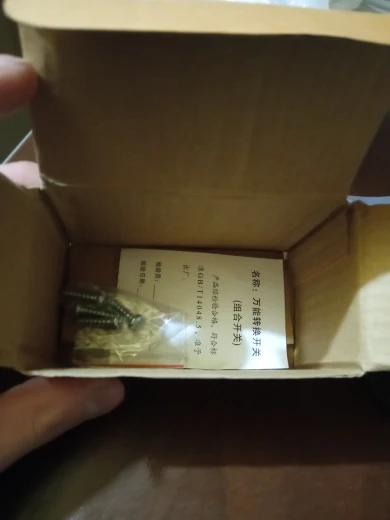 名称：万能转换开关
(组合开关)
产品经检验合格，符合标
准GB/T14048.5，准予
出厂
检验员：
检验日期：